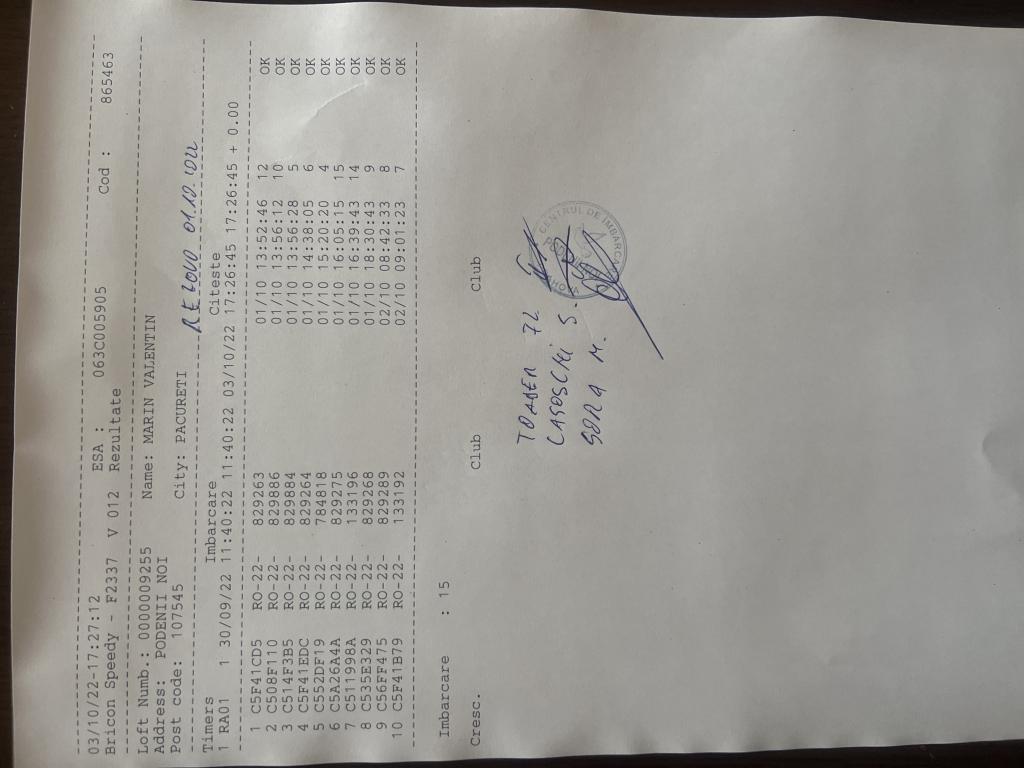 --------------------------------------------------------------
03/10/22-17:27:12 ESA : 063C005905 Cod : 865463
Bricon Speedy - F2337 V 012 Rezultate
--------------------------------------------------------------
Loft Numb.: 0000009255 Name: MARIN VALENTIN
Address: PODENII NOI
Post code: 107545 City: PACURETI
01.10.
--------------------------------------------------------------
Timers Imbarcare Citeste
1 RA01 1 30/09/22 11:40:22 11:40:22 03/10/22 17:26:45 17:26:45 + 0.00
--------------------------------------------------------------
1 C5F41CD5 RO-22- 829263 01/10 13:52:46 12 OK
2 C508F110 RO-22- 829886 01/10 13:56:12 10 OK
3 C514F3B5 RO-22- 829884 01/10 13:56:28 5 OK
4 C5F41EDC RO-22- 829264 01/10 14:38:05 6 OK
5 C552DF19 RO-22- 784818 01/10 15:20:20 4 OK
6 C5A26A4A RO-22- 829275 01/10 16:05:15 15 OK
7 C511998A RO-22- 133196 01/10 16:39:43 14 OK
8 C535E329 RO-22- 829268 01/10 18:30:43 9 OK
9 C56FF475 RO-22- 829289 02/10 08:42:33 8 OK
10 C5F41B79 RO-22- 133192 02/10 09:01:23 7 OK
--------------------------------------------------------------
Imbarcare : 15
Cresc. Club Club
TOADER
S.
SORA M.
CENTRUL DE IMBARCARE